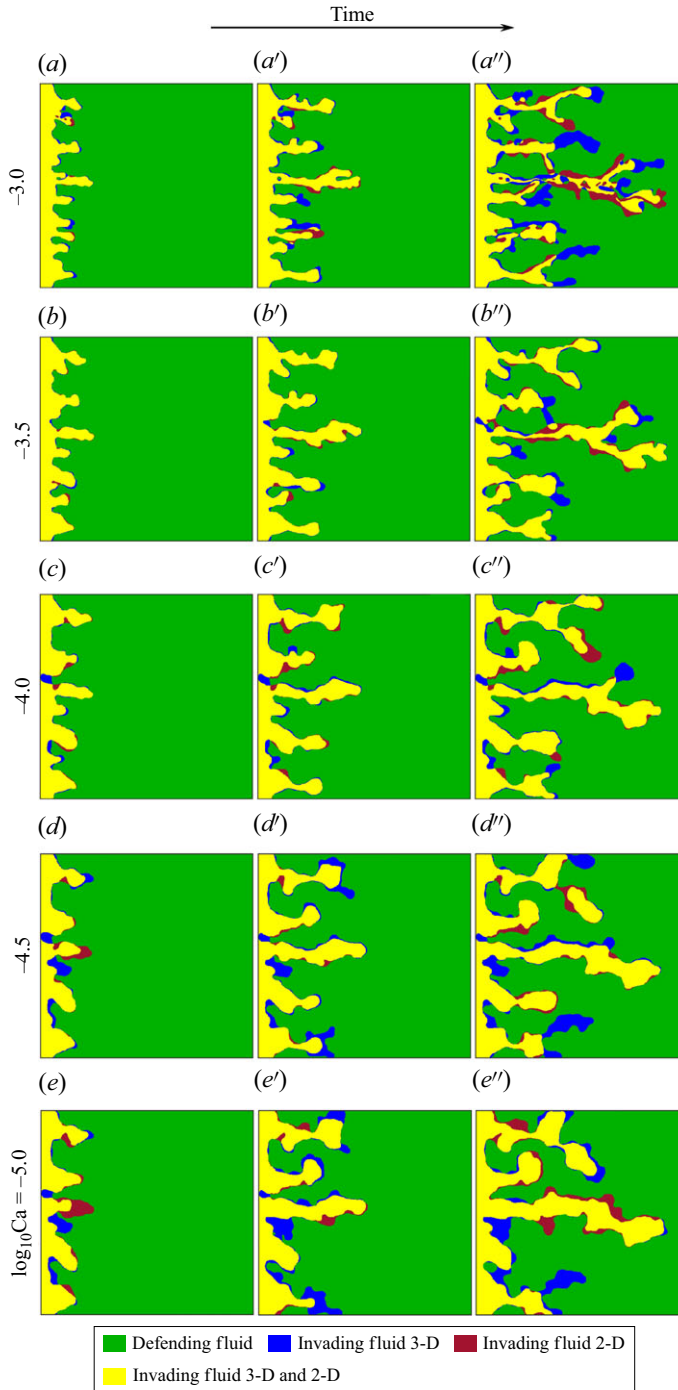 Time
(a) (a′) (a″)
−3.0
(b) (b′) (b″)
−3.5
(c) (c′) (c″)
−4.0
(d) (d′) (d″)
−4.5
(e) (e′) (e″)
log₁₀Ca = −5.0
Defending fluid Invading fluid 3-D Invading fluid 2-D
Invading fluid 3-D and 2-D